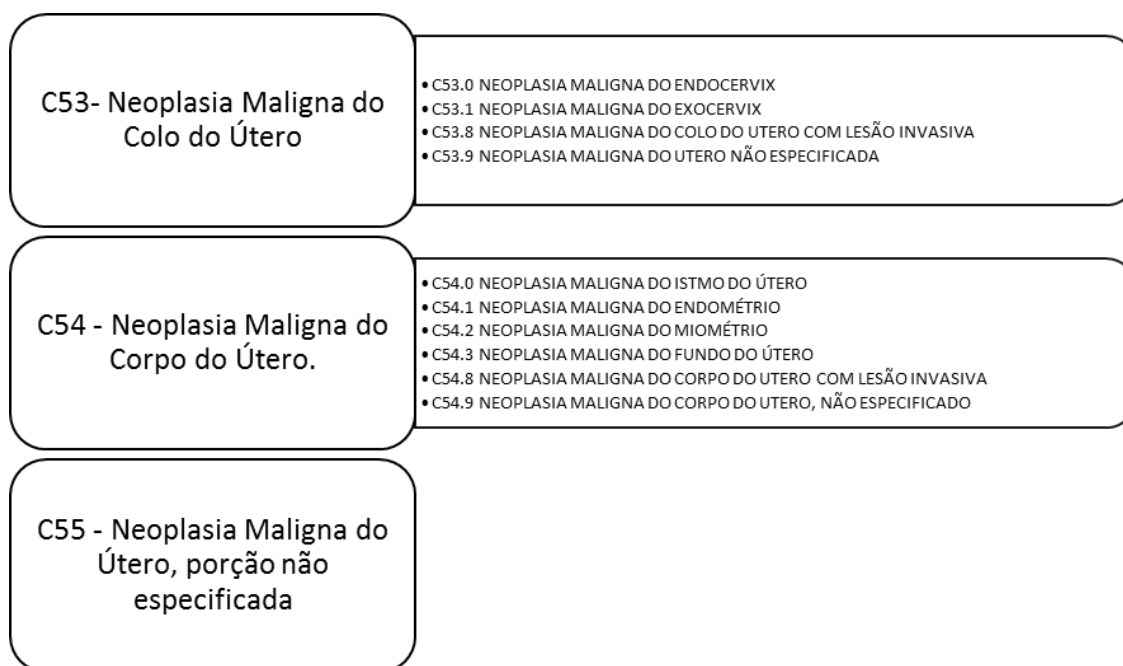 C53- Neoplasia Maligna do
Colo do Útero
• C53.0 NEOPLASIA MALIGNA DO ENDOCERVIX
• C53.1 NEOPLASIA MALIGNA DO EXOCERVIX
• C53.8 NEOPLASIA MALIGNA DO COLO DO UTERO COM LESÃO INVASIVA
• C53.9 NEOPLASIA MALIGNA DO UTERO NÃO ESPECIFICADA
C54 - Neoplasia Maligna do
Corpo do Útero.
• C54.0 NEOPLASIA MALIGNA DO ISTMO DO ÚTERO
• C54.1 NEOPLASIA MALIGNA DO ENDOMÉTRIO
• C54.2 NEOPLASIA MALIGNA DO MIOMÉTRIO
• C54.3 NEOPLASIA MALIGNA DO FUNDO DO ÚTERO
• C54.8 NEOPLASIA MALIGNA DO CORPO DO UTERO COM LESÃO INVASIVA
• C54.9 NEOPLASIA MALIGNA DO CORPO DO UTERO, NÃO ESPECIFICADO
C55 - Neoplasia Maligna do
Útero, porção não
especificada